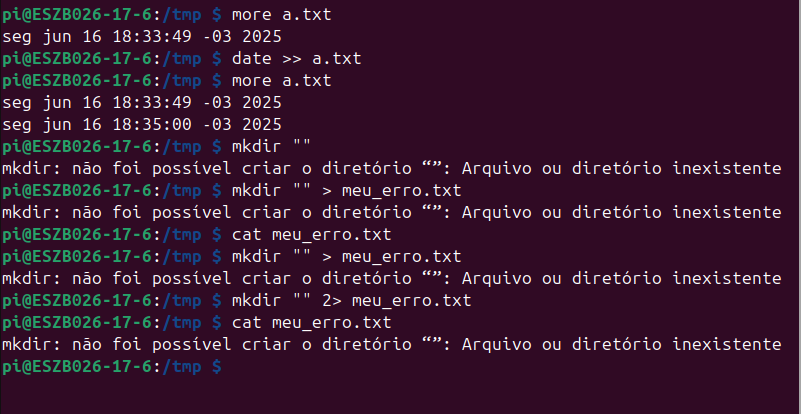 pi@ESZB026-17-6:/tmp $ more a.txt
seg jun 16 18:33:49 -03 2025
pi@ESZB026-17-6:/tmp $ date >> a.txt
pi@ESZB026-17-6:/tmp $ more a.txt
seg jun 16 18:33:49 -03 2025
seg jun 16 18:35:00 -03 2025
pi@ESZB026-17-6:/tmp $ mkdir ""
mkdir: não foi possível criar o diretório “”: Arquivo ou diretório inexistente
pi@ESZB026-17-6:/tmp $ mkdir "" > meu_erro.txt
mkdir: não foi possível criar o diretório “”: Arquivo ou diretório inexistente
pi@ESZB026-17-6:/tmp $ cat meu_erro.txt
pi@ESZB026-17-6:/tmp $ mkdir "" > meu_erro.txt
mkdir: não foi possível criar o diretório “”: Arquivo ou diretório inexistente
pi@ESZB026-17-6:/tmp $ mkdir "" 2> meu_erro.txt
pi@ESZB026-17-6:/tmp $ cat meu_erro.txt
mkdir: não foi possível criar o diretório “”: Arquivo ou diretório inexistente
pi@ESZB026-17-6:/tmp $